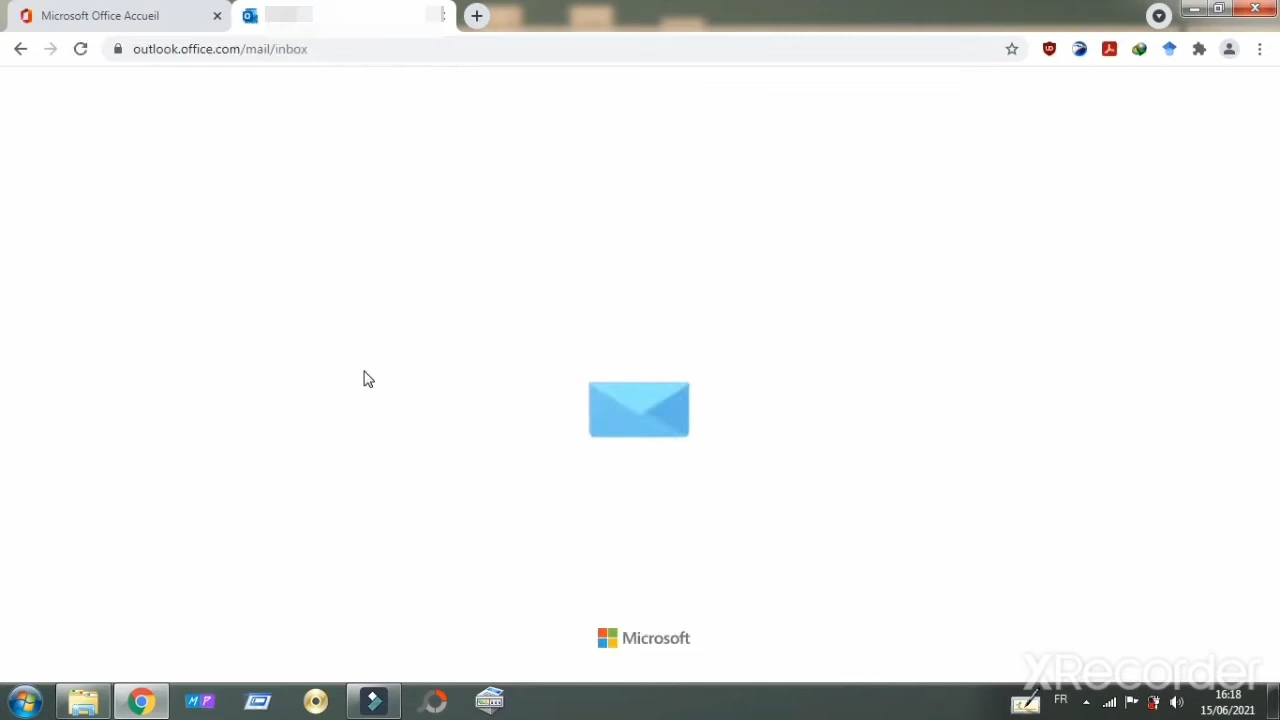 Microsoft Office Accueil
outlook.office.com/mail/inbox
Microsoft
XRecorder
FR
16:18
15/06/2021